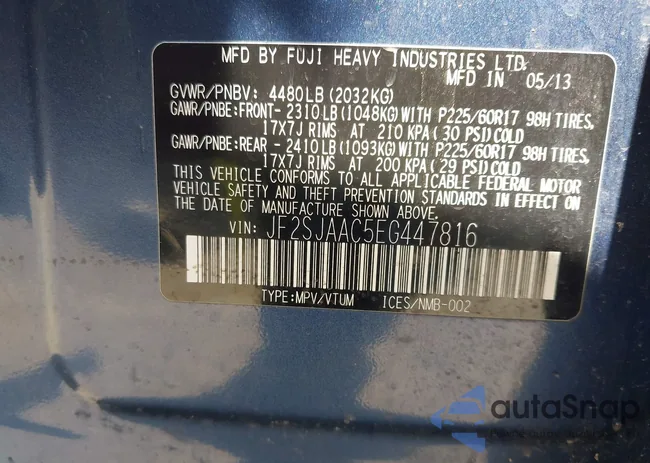 MFD BY FUJI HEAVY INDUSTRIES LTD.
MFD IN 05/13
GVWR/PNBV: 4480LB(2032KG)
GAWR/PNBE:FRONT-2310LB(1048KG)WITH P225/60R17 98H TIRES,
17X7J RIMS AT 210 KPA(30 PSI)COLD
GAWR/PNBE:REAR -2410LB(1093KG)WITH P225/60R17 98H TIRES,
17X7J RIMS AT 200 KPA(29 PSI)COLD
THIS VEHICLE CONFORMS TO ALL APPLICABLE FEDERAL MOTOR
VEHICLE SAFETY AND THEFT PREVENTION STANDARDS IN EFFECT ON
THE DATE OF MANUFACTURE SHOWN ABOVE.
VIN: JF2SJAAC5EG447816
TYPE:MPV/VTUM ICES/NMB-002
autoSnap